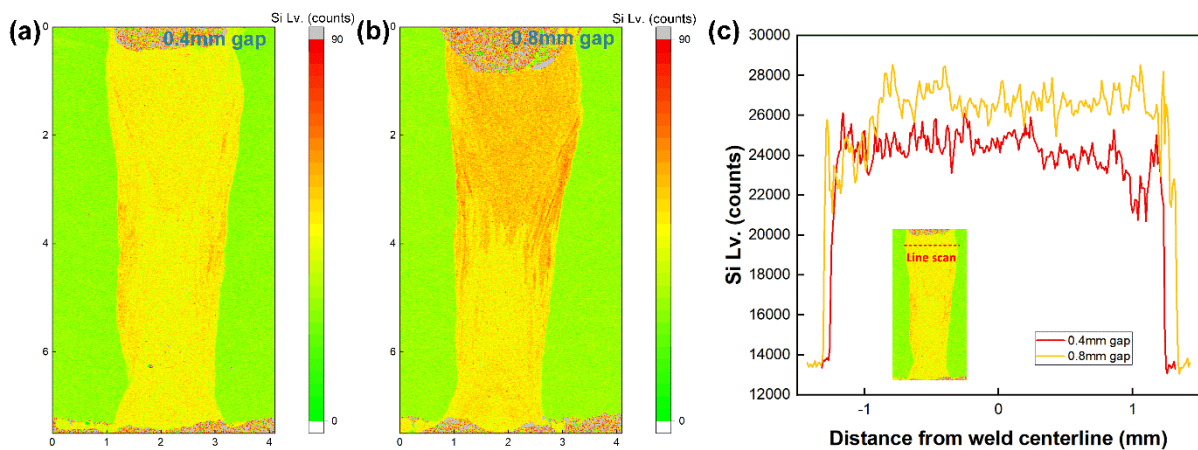 (a)
Si Lv. (counts)
90
0
0.4mm gap
0
2
4
6
0
1
2
3
4
(b)
Si Lv. (counts)
90
0
0.8mm gap
0
2
4
6
0
1
2
3
4
(c)
Si Lv. (counts)
30000
28000
26000
24000
22000
20000
18000
16000
14000
12000
Line scan
0.4mm gap
0.8mm gap
-1
0
1
Distance from weld centerline (mm)